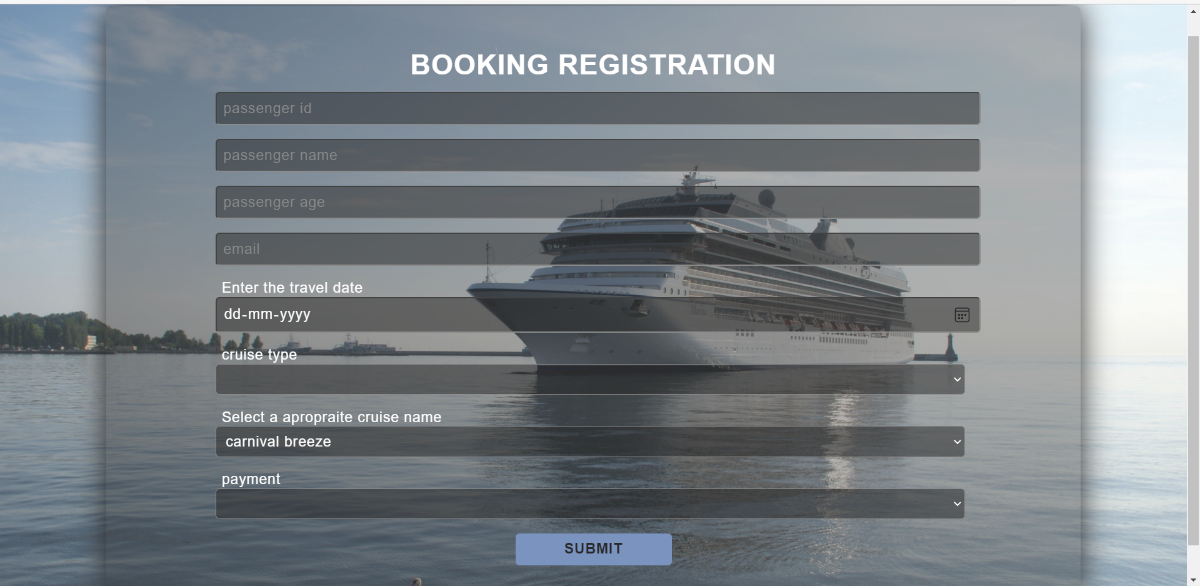 BOOKING REGISTRATION
passenger id
passenger name
passenger age
email
Enter the travel date
dd-mm-yyyy
cruise type
Select a apropraite cruise name
carnival breeze
payment
SUBMIT